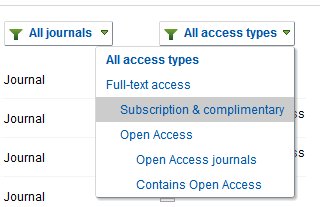 All journals
All access types
All access types
Full-text access
Journal
Subscription & complimentary
Journal
Open Access
Journal
Open Access journals
Contains Open Access
Journal